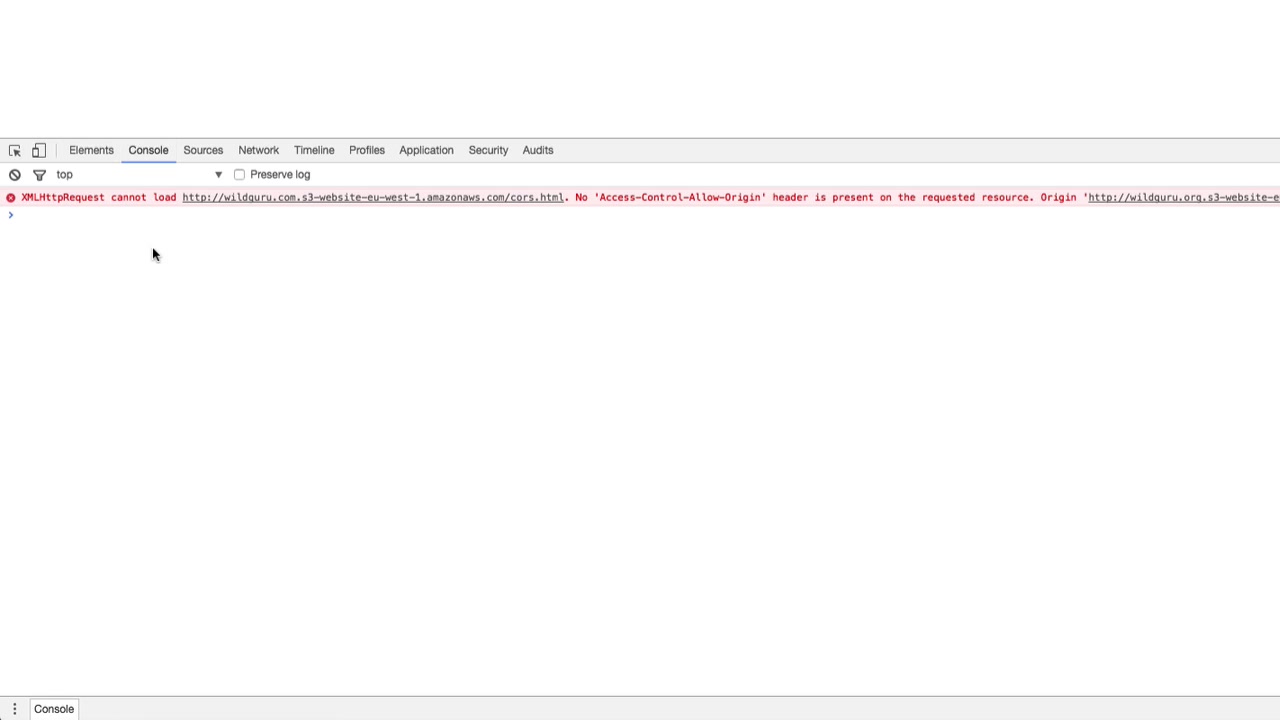 Elements Console Sources Network Timeline Profiles Application Security Audits
top ▼ Preserve log
XMLHttpRequest cannot load http://wildguru.com.s3-website-eu-west-1.amazonaws.com/cors.html. No 'Access-Control-Allow-Origin' header is present on the requested resource. Origin 'http://wildguru.org.s3-website-e
Console